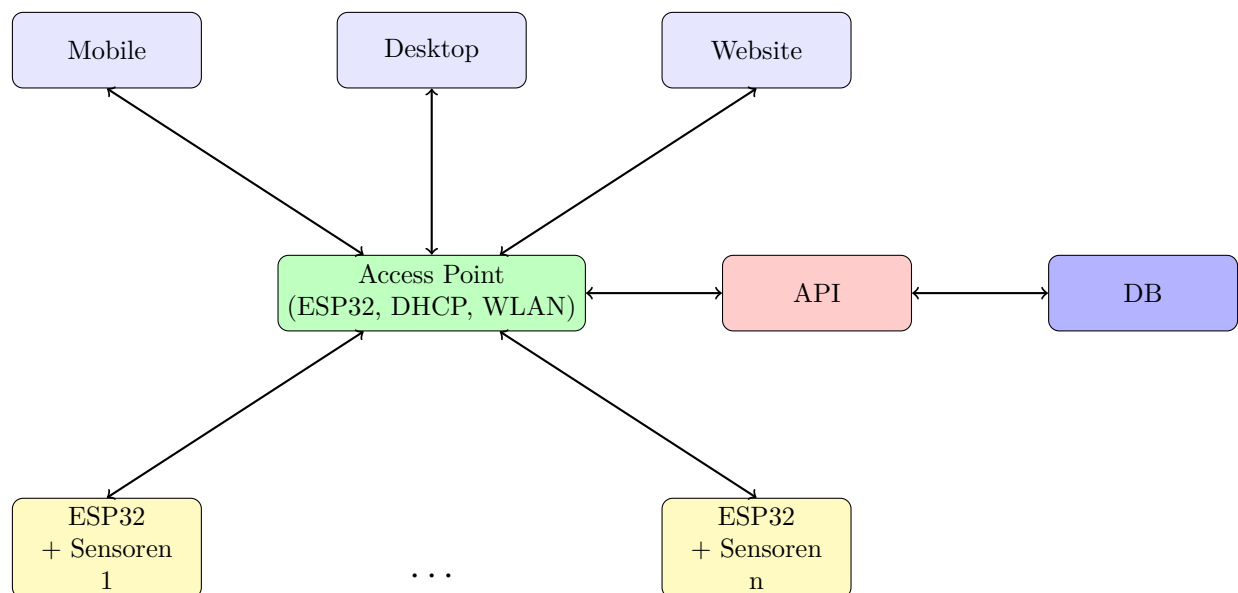 Mobile
Desktop
Website
Access Point
(ESP32, DHCP, WLAN)
API
DB
ESP32
+ Sensoren
1
...
ESP32
+ Sensoren
n